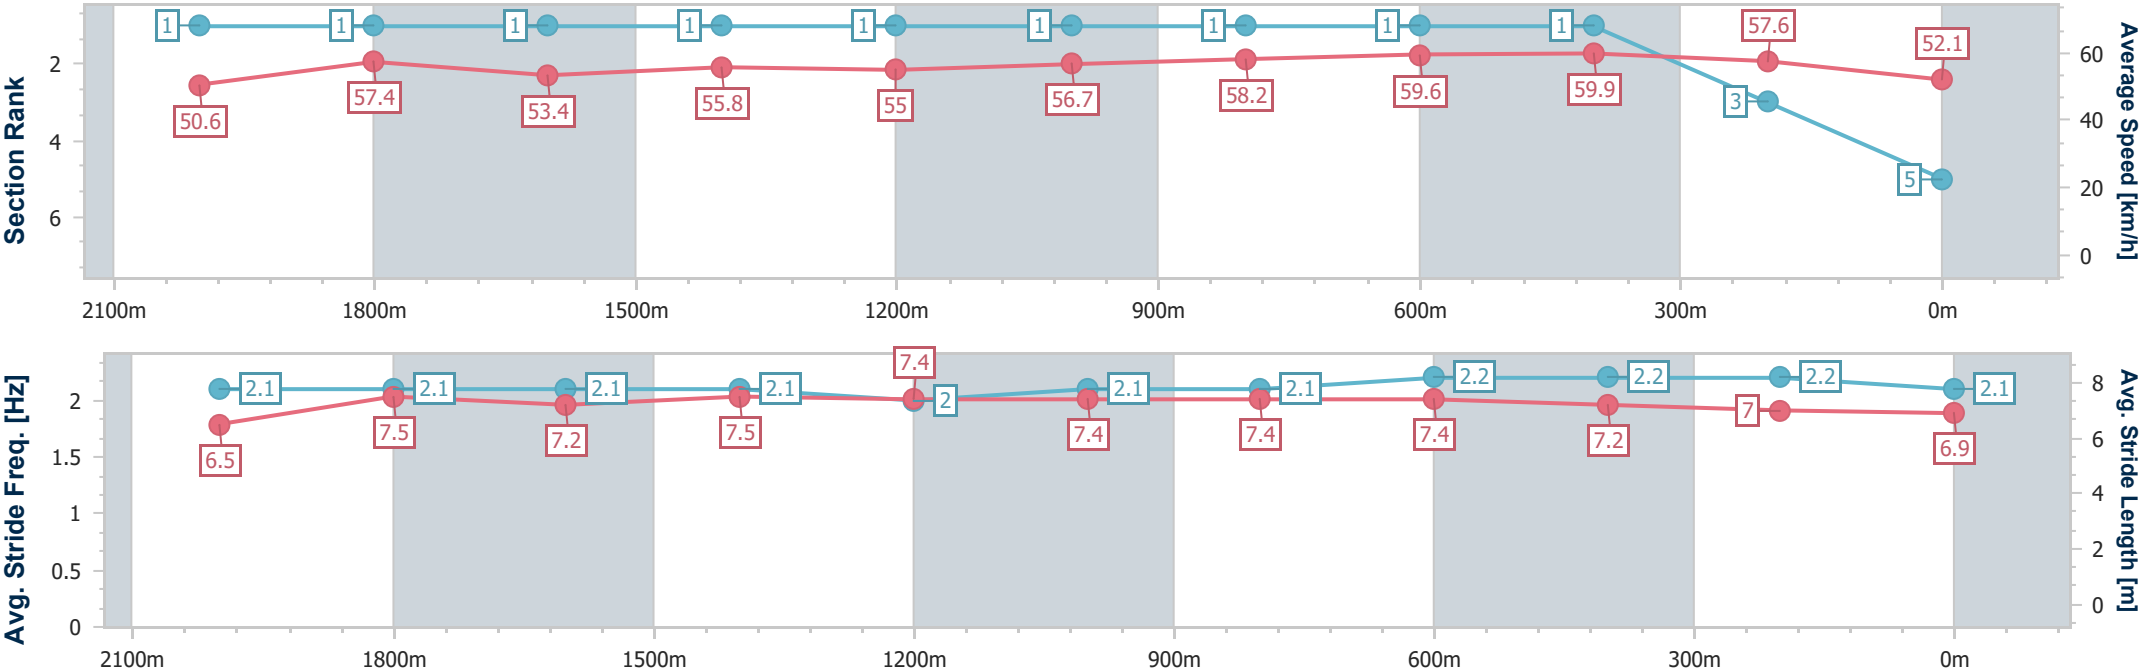 Section Rank
2
4
6
1 1 1 1 1 1 1 1 1 3 5
50.6 57.4 53.4 55.8 55 56.7 58.2 59.6 59.9 57.6 52.1
60
40
20
0
Average Speed [km/h]
2100m 1800m 1500m 1200m 900m 600m 300m 0m
Avg. Stride Freq. [Hz]
2
1.5
1
0.5
0
2.1 2.1 2.1 2.1 2 2.1 2.1 2.2 2.2 2.2 2.1
6.5 7.5 7.2 7.5 7.4 7.4 7.4 7.4 7.2 7 6.9
8
6
4
2
0
Avg. Stride Length [m]
2100m 1800m 1500m 1200m 900m 600m 300m 0m